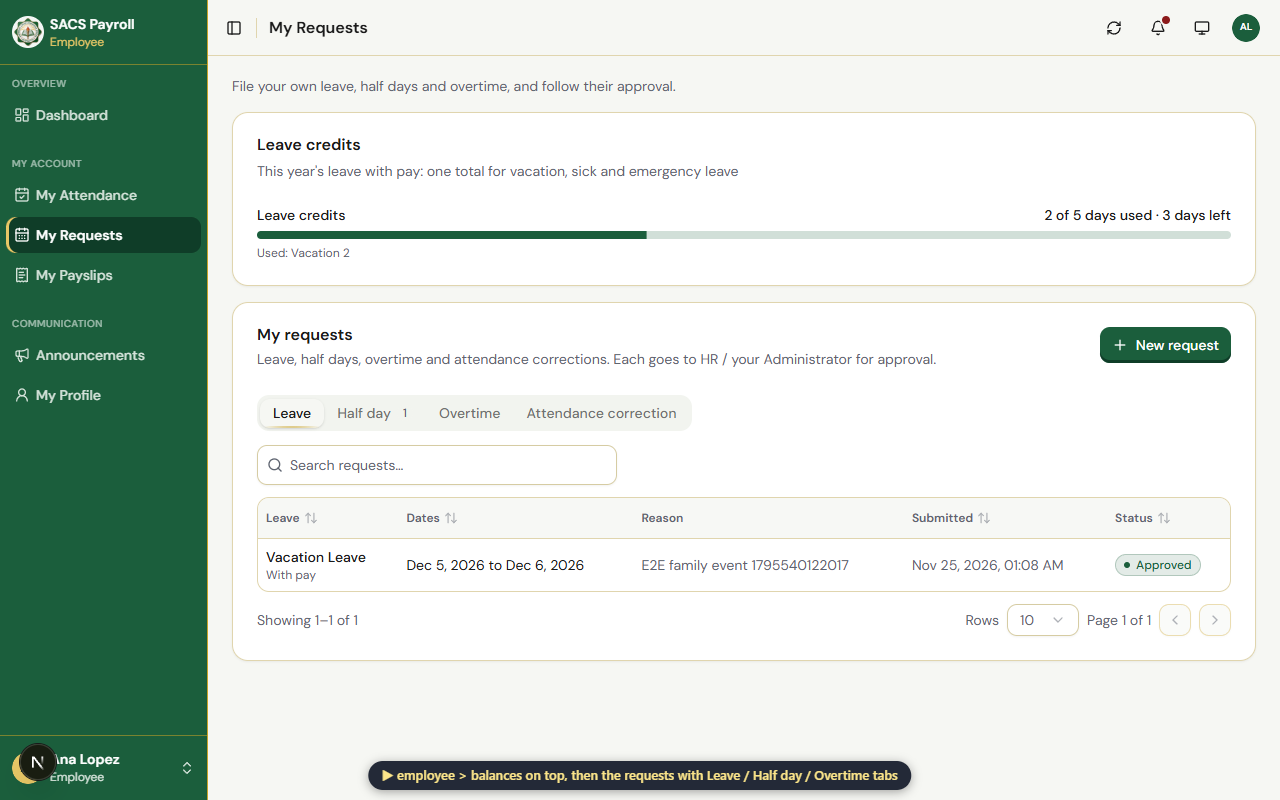 SACS Payroll
Employee
OVERVIEW
Dashboard
MY ACCOUNT
My Attendance
My Requests
My Payslips
COMMUNICATION
Announcements
My Profile
N
Ana Lopez
Employee
My Requests
AL
File your own leave, half days and overtime, and follow their approval.
Leave credits
This year's leave with pay: one total for vacation, sick and emergency leave
Leave credits 2 of 5 days used · 3 days left
Used: Vacation 2
My requests
Leave, half days, overtime and attendance corrections. Each goes to HR / your Administrator for approval.
+ New request
Leave Half day 1 Overtime Attendance correction
Search requests...
Leave Dates Reason Submitted Status
Vacation Leave
With pay
Dec 5, 2026 to Dec 6, 2026 E2E family event 1795540122017 Nov 25, 2026, 01:08 AM Approved
Showing 1–1 of 1 Rows 10 Page 1 of 1
▶ employee > balances on top, then the requests with Leave / Half day / Overtime tabs